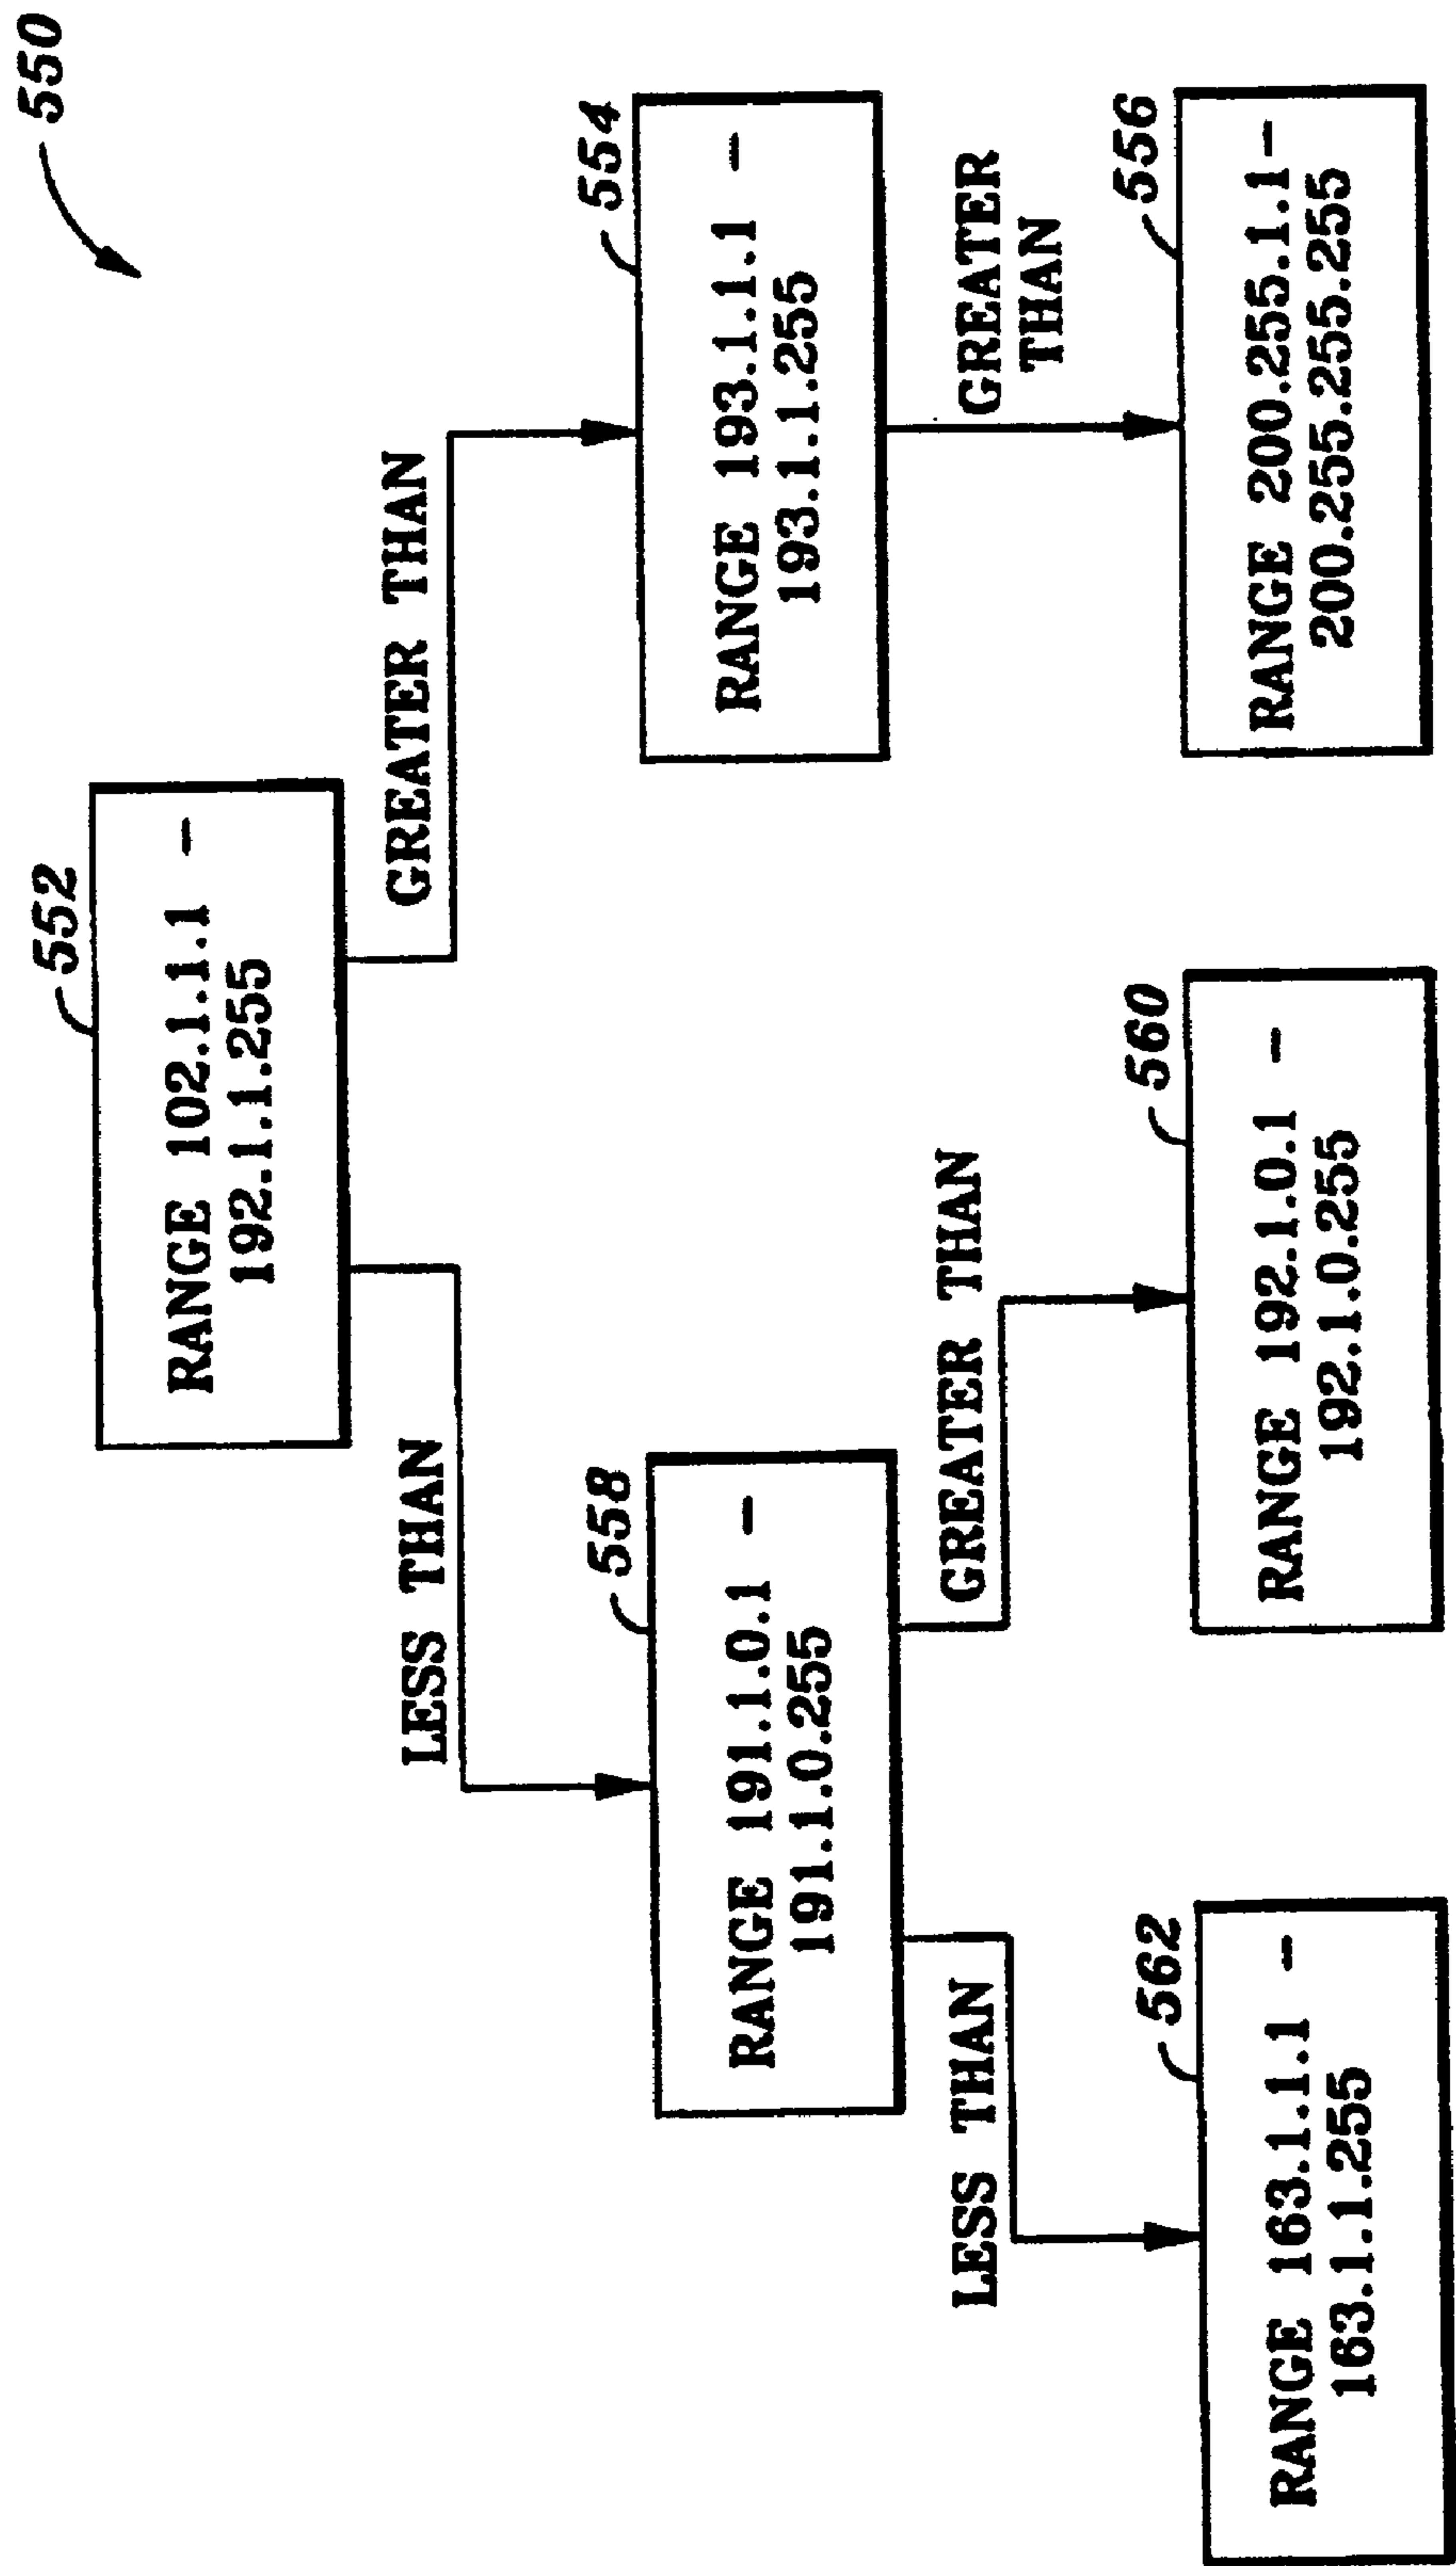 550
552
RANGE 102.1.1.1 -
192.1.1.255
LESS THAN
GREATER THAN
558
RANGE 191.1.0.1 -
191.1.0.255
554
RANGE 193.1.1.1 -
193.1.1.255
LESS THAN
GREATER THAN
GREATER
THAN
562
RANGE 163.1.1.1 -
163.1.1.255
560
RANGE 192.1.0.1 -
192.1.0.255
556
RANGE 200.255.1.1-
200.255.255.255